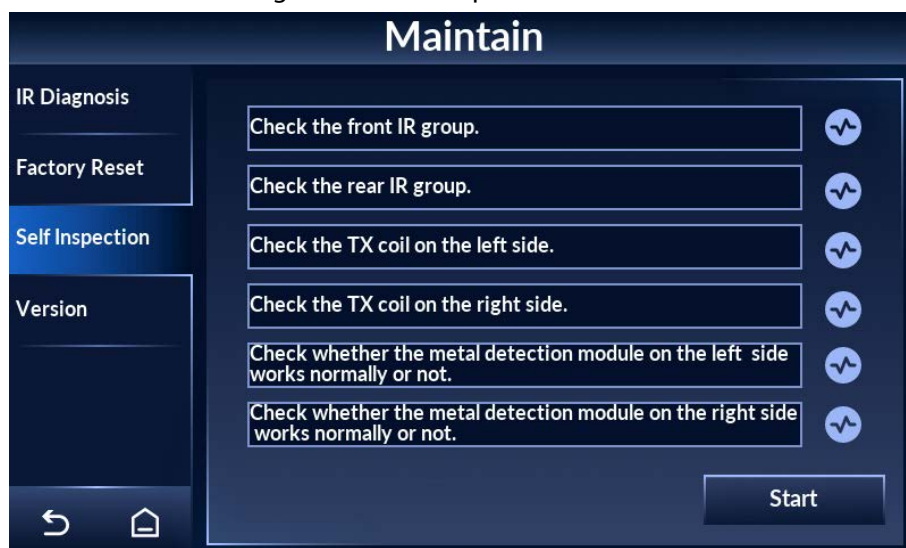 Maintain
IR Diagnosis
Factory Reset
Self Inspection
Version
Check the front IR group.
Check the rear IR group.
Check the TX coil on the left side.
Check the TX coil on the right side.
Check whether the metal detection module on the left  side
works normally or not.
Check whether the metal detection module on the right side
works normally or not.
Start